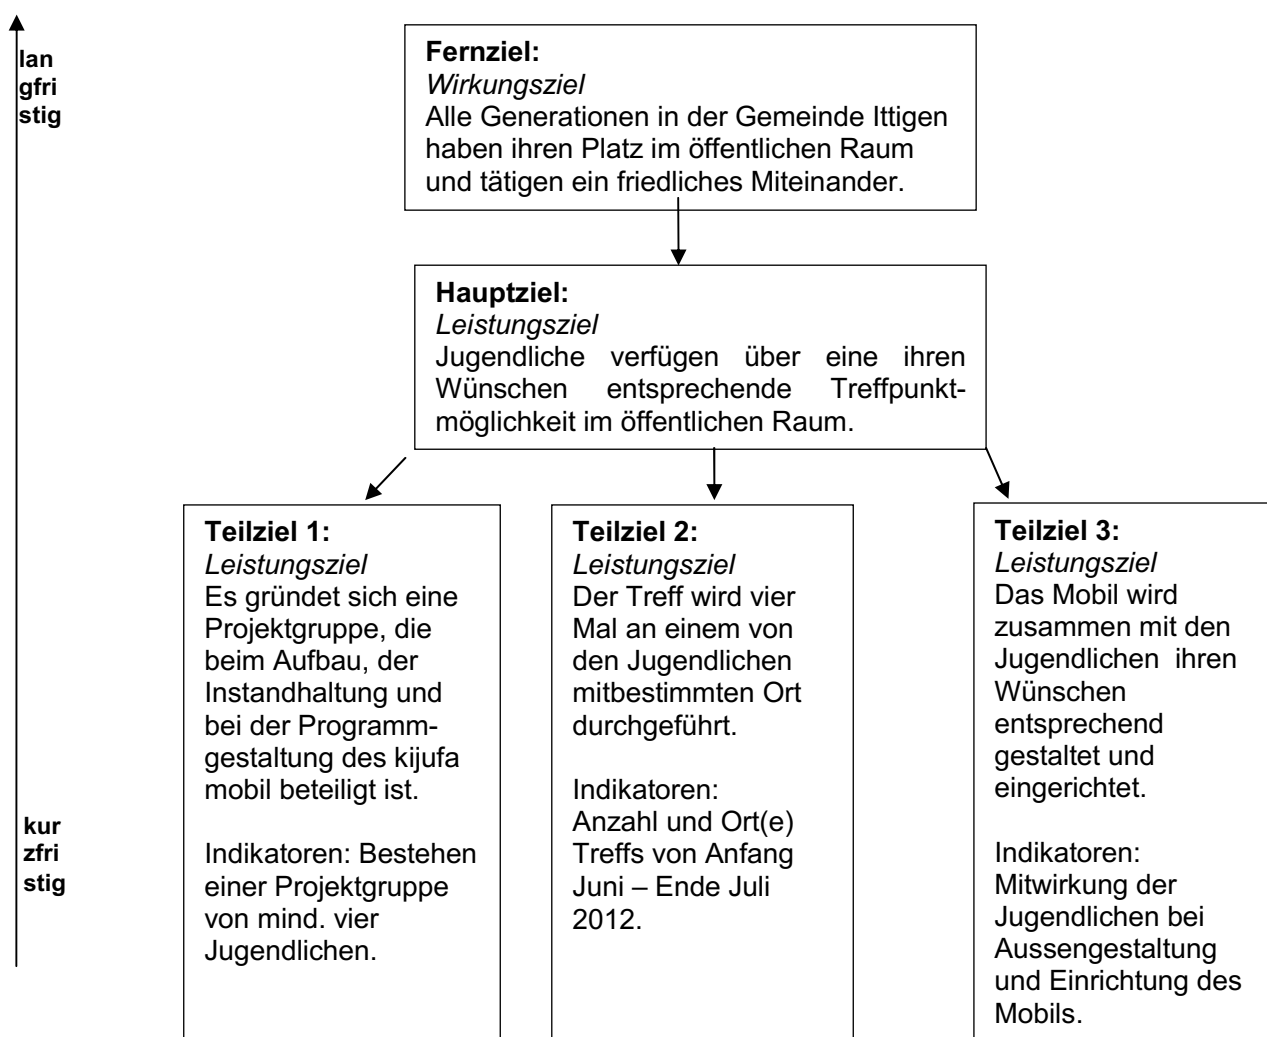 lan
gfri
stig
Fernziel:
Wirkungsziel
Alle Generationen in der Gemeinde Ittigen
haben ihren Platz im öffentlichen Raum
und tätigen ein friedliches Miteinander.
Hauptziel:
Leistungsziel
Jugendliche verfügen über eine ihren
Wünschen entsprechende Treffpunkt-
möglichkeit im öffentlichen Raum.
Teilziel 1:
Leistungsziel
Es gründet sich eine
Projektgruppe, die
beim Aufbau, der
Instandhaltung und
bei der Programm-
gestaltung des kijufa
mobil beteiligt ist.
Indikatoren: Bestehen
einer Projektgruppe
von mind. vier
Jugendlichen.
Teilziel 2:
Leistungsziel
Der Treff wird vier
Mal an einem von
den Jugendlichen
mitbestimmten Ort
durchgeführt.
Indikatoren:
Anzahl und Ort(e)
Treffs von Anfang
Juni – Ende Juli
2012.
Teilziel 3:
Leistungsziel
Das Mobil wird
zusammen mit den
Jugendlichen ihren
Wünschen
entsprechend
gestaltet und
eingerichtet.
Indikatoren:
Mitwirkung der
Jugendlichen bei
Aussengestaltung
und Einrichtung des
Mobils.
kur
zfri
stig